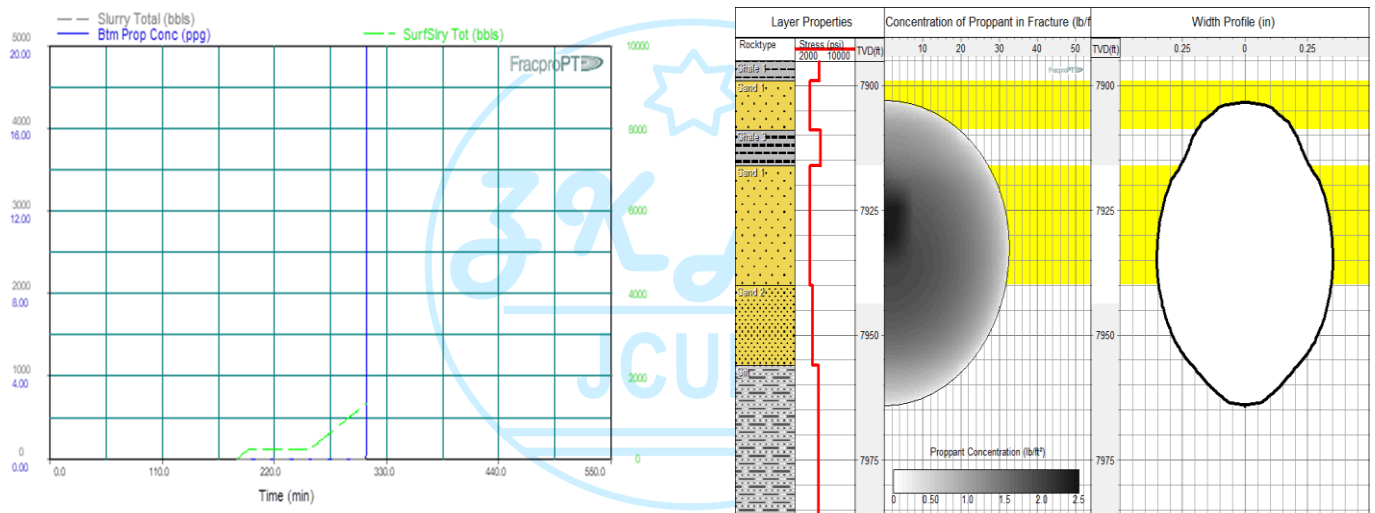 Slurry Total (bbls)
Btm Prop Conc (ppg)
SurfSlry Tot (bbls)
5000
20.00
4000
16.00
3000
12.00
2000
8.00
1000
4.00
0
0.00
10000
8000
6000
4000
2000
0
FracproPT
0.0 110.0 220.0 330.0 440.0 550.0
Time (min)
JCU
Layer Properties
Rocktype Stress (psi) TVD(ft)
2000 10000
Shale 1
Sand 1
Sand 1
Sand 2
7900
7925
7950
7975
Concentration of Proppant in Fracture (lb/f
10 20 30 40 50
FracproPT
Proppant Concentration (lb/ft²)
0 0.50 1.0 1.5 2.0 2.5
Width Profile (in)
TVD(ft) 0.25 0 0.25
7900
7925
7950
7975